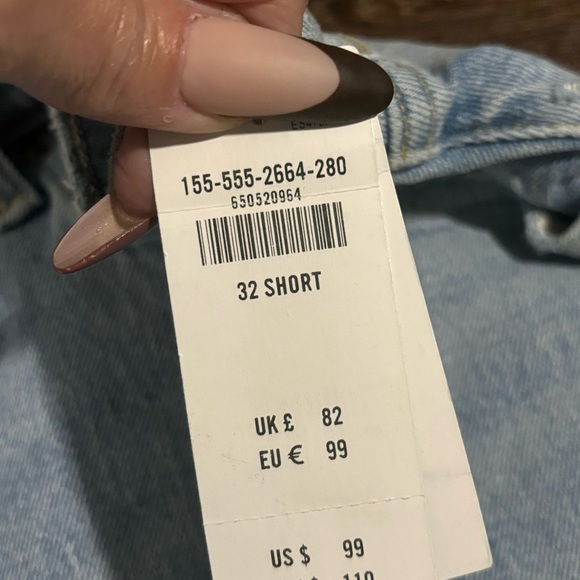 155-555-2664-280
650520964
32 SHORT
UK £ 82
EU € 99
US $ 99